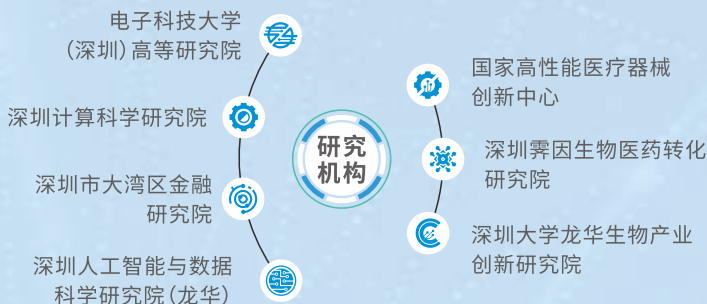 电子科技大学
(深圳)高等研究院
深圳计算科学研究院
深圳市大湾区金融
研究院
深圳人工智能与数据
科学研究院(龙华)
研究
机构
国家高性能医疗器械
创新中心
深圳霁因生物医药转化
研究院
深圳大学龙华生物产业
创新研究院